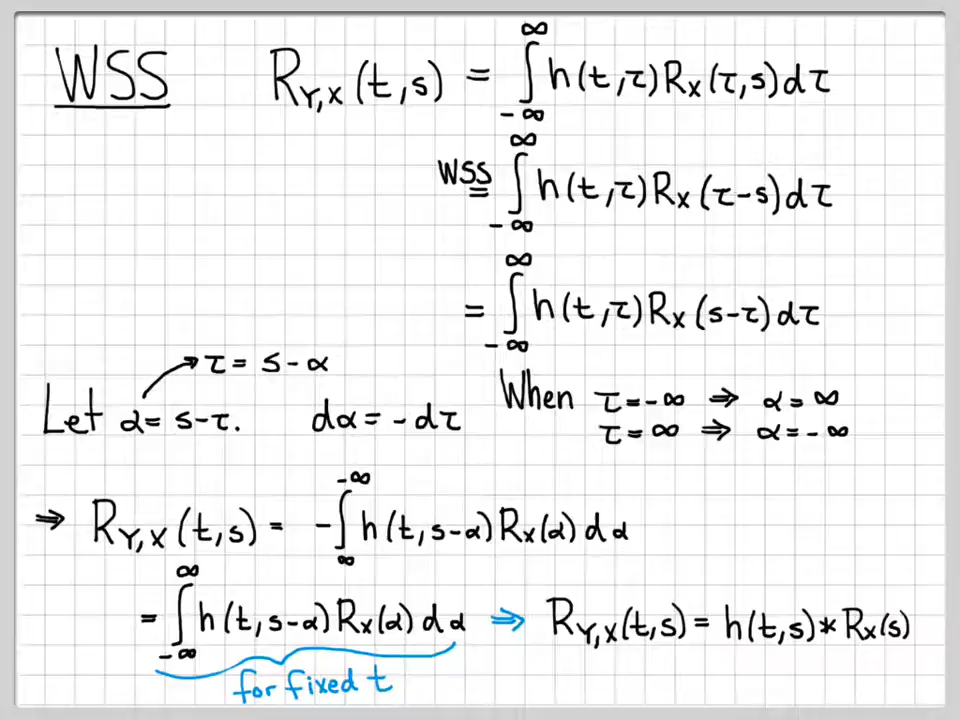 WSS R_{Y,X}(t,s) = ∫_{-∞}^{∞} h(t,τ)R_X(τ,s)dτ
WSS= ∫_{-∞}^{∞} h(t,τ)R_X(τ-s)dτ
= ∫_{-∞}^{∞} h(t,τ)R_X(s-τ)dτ
τ = s-α
Let α = s-τ. dα = -dτ
When τ=-∞ ⇒ α=∞
τ=∞ ⇒ α=-∞
⇒ R_{Y,X}(t,s) = -∫_{∞}^{-∞} h(t,s-α)R_X(α)dα
= ∫_{-∞}^{∞} h(t,s-α)R_X(α)dα ⇒ R_{Y,X}(t,s) = h(t,s)*R_X(s)
for fixed t